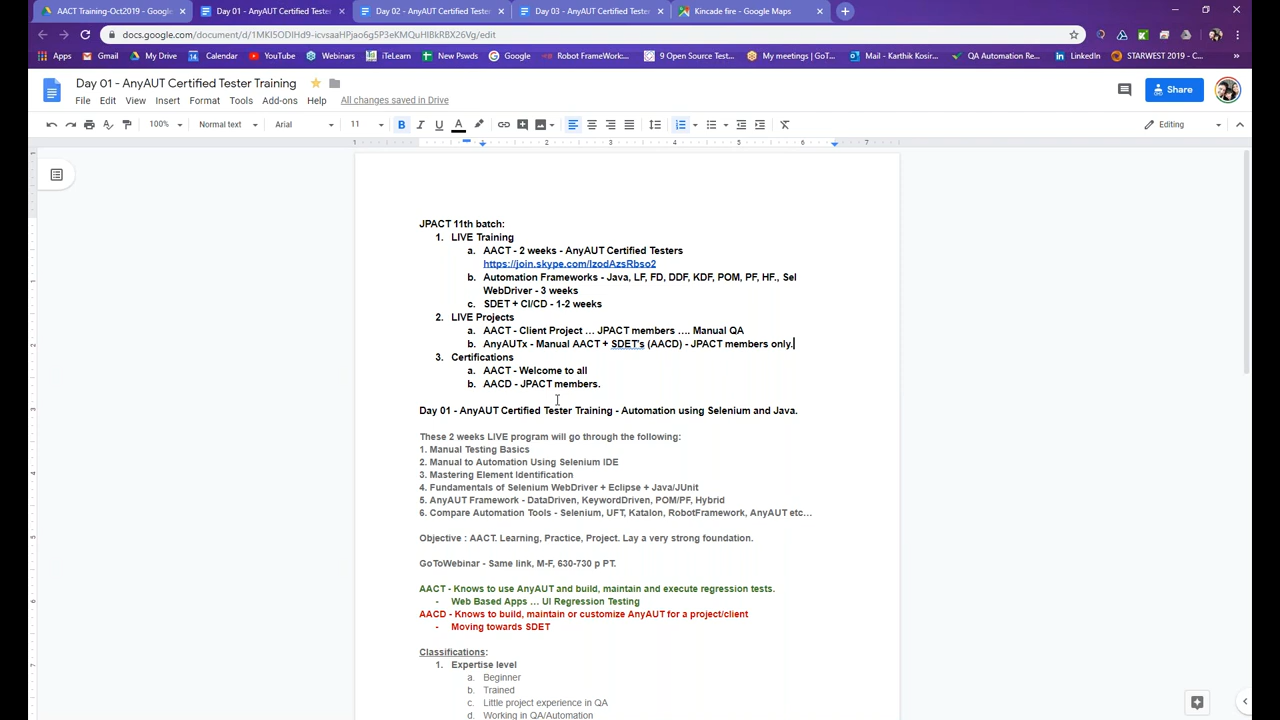 AACT Training-Oct2019 - Google D
Day 01 - AnyAUT Certified Tester
Day 02 - AnyAUT Certified Tester
Day 03 - AnyAUT Certified Tester
Kincade fire - Google Maps
docs.google.com/document/d/1MKI5ODIHd9-icvsaaHPjao6g5P3eKMQuHIBkRBX26Vg/edit
Apps Gmail My Drive Calendar YouTube Webinars iTeLearn New Pswds Google Robot FrameWork:... 9 Open Source Test... My meetings | GoT... Mail - Karthik Kosir... QA Automation Re... LinkedIn STARWEST 2019 - C...
Day 01 - AnyAUT Certified Tester Training
File Edit View Insert Format Tools Add-ons Help All changes saved in Drive
Share
100% Normal text Arial 11 B I U A Editing
1 1 2 3 4 5 6 7
JPACT 11th batch:
1. LIVE Training
a. AACT - 2 weeks - AnyAUT Certified Testers
https://join.skype.com/IzodAzsRbso2
b. Automation Frameworks - Java, LF, FD, DDF, KDF, POM, PF, HF., Sel
WebDriver - 3 weeks
c. SDET + CI/CD - 1-2 weeks
2. LIVE Projects
a. AACT - Client Project ... JPACT members .... Manual QA
b. AnyAUTx - Manual AACT + SDET's (AACD) - JPACT members only.
3. Certifications
a. AACT - Welcome to all
b. AACD - JPACT members.
Day 01 - AnyAUT Certified Tester Training - Automation using Selenium and Java.
These 2 weeks LIVE program will go through the following:
1. Manual Testing Basics
2. Manual to Automation Using Selenium IDE
3. Mastering Element Identification
4. Fundamentals of Selenium WebDriver + Eclipse + Java/JUnit
5. AnyAUT Framework - DataDriven, KeywordDriven, POM/PF, Hybrid
6. Compare Automation Tools - Selenium, UFT, Katalon, RobotFramework, AnyAUT etc...
Objective : AACT. Learning, Practice, Project. Lay a very strong foundation.
GoToWebinar - Same link, M-F, 630-730 p PT.
AACT - Knows to use AnyAUT and build, maintain and execute regression tests.
- Web Based Apps ... UI Regression Testing
AACD - Knows to build, maintain or customize AnyAUT for a project/client
- Moving towards SDET
Classifications:
1. Expertise level
a. Beginner
b. Trained
c. Little project experience in QA
d. Working in QA/Automation